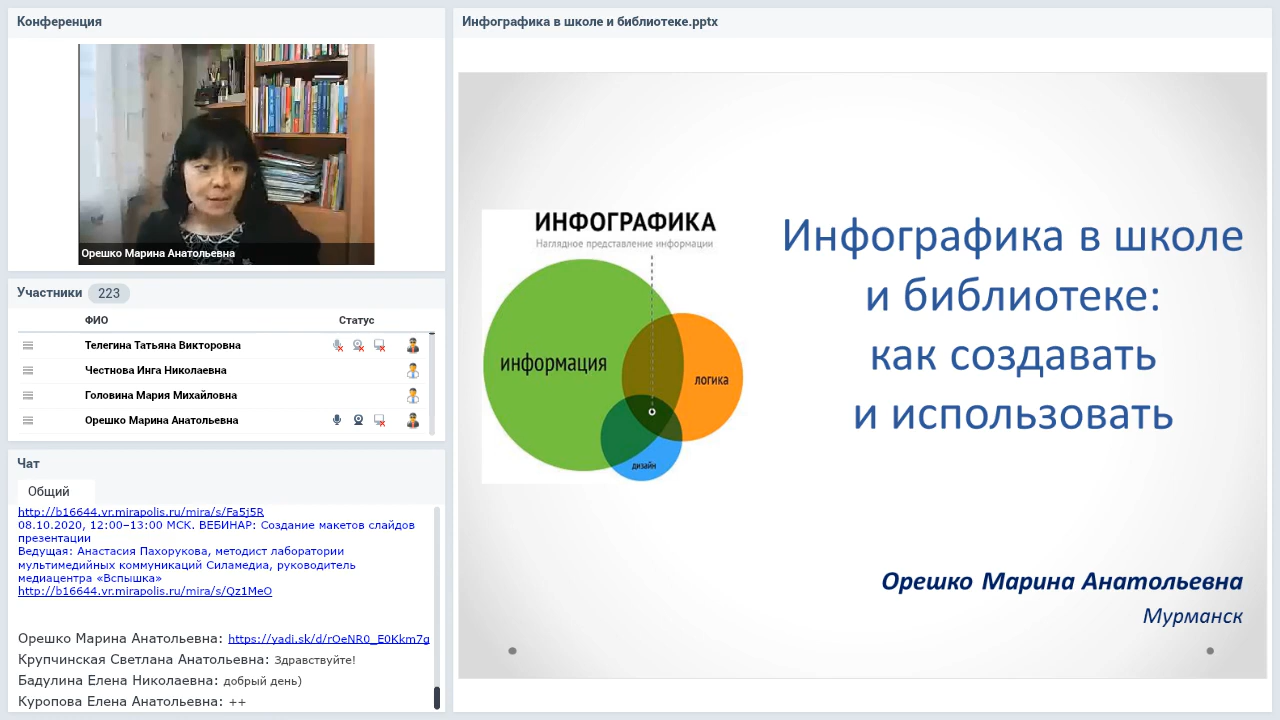 Конференция
Орешко Марина Анатольевна
Участники 223
ФИО Статус
Телегина Татьяна Викторовна
Честнова Инга Николаевна
Головина Мария Михайловна
Орешко Марина Анатольевна
Чат
Общий
http://b16644.vr.mirapolis.ru/mira/s/Fa5j5R
08.10.2020, 12:00–13:00 МСК. ВЕБИНАР: Создание макетов слайдов
презентации
Ведущая: Анастасия Пахорукова, методист лаборатории
мультимедийных коммуникаций Силамедиа, руководитель
медиацентра «Вспышка»
http://b16644.vr.mirapolis.ru/mira/s/Qz1MeO
Орешко Марина Анатольевна: https://yadi.sk/d/rOeNR0_E0Kkm7g
Крупчинская Светлана Анатольевна: Здравствуйте!
Бадулина Елена Николаевна: добрый день)
Куропова Елена Анатольевна: ++
Инфографика в школе и библиотеке.pptx
ИНФОГРАФИКА
Наглядное представление информации
информация
логика
дизайн
Инфографика в школе
и библиотеке:
как создавать
и использовать
Орешко Марина Анатольевна
Мурманск